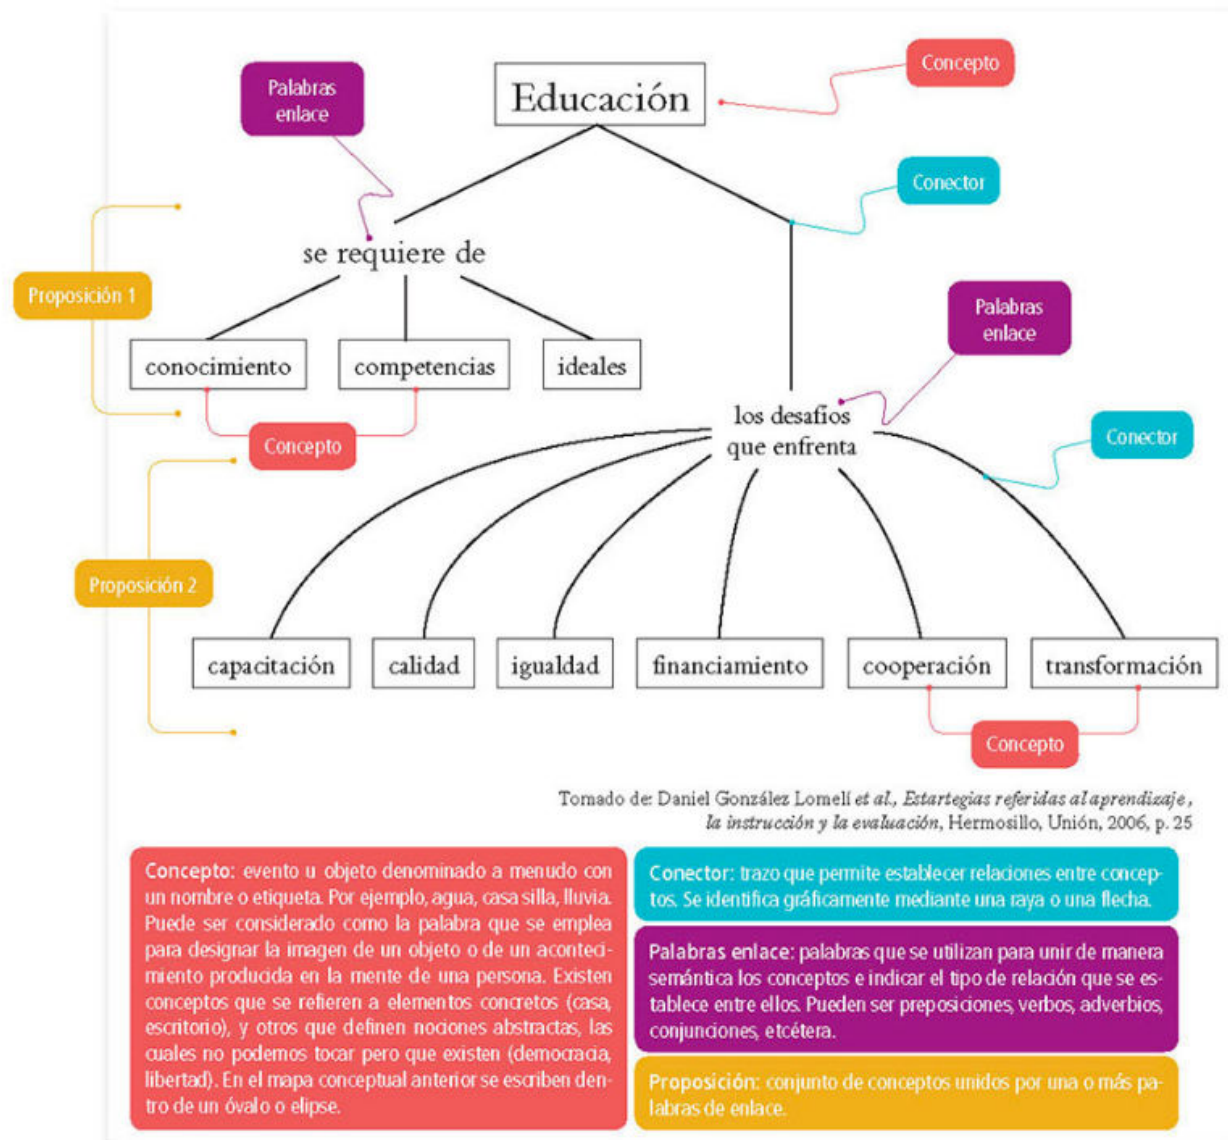 Educación
Concepto
Palabras
enlace
Conector
se requiere de
Proposición 1
Palabras
enlace
conocimiento
competencias
ideales
los desafíos
que enfrenta
Concepto
Conector
Proposición 2
capacitación
calidad
igualdad
financiamiento
cooperación
transformación
Concepto
Tomado de: Daniel González Lomelí et al., Estartegias referidas al aprendizaje,
la instrucción y la evaluación, Hermosillo, Unión, 2006, p. 25
Concepto: evento u objeto denominado a menudo con
un nombre o etiqueta. Por ejemplo, agua, casa silla, lluvia.
Puede ser considerado como la palabra que se emplea
para designar la imagen de un objeto o de un aconteci-
miento producida en la mente de una persona. Existen
conceptos que se refieren a elementos concretos (casa,
escritorio), y otros que definen nociones abstractas, las
cuales no podemos tocar pero que existen (democracia,
libertad). En el mapa conceptual anterior se escriben den-
tro de un óvalo o elipse.
Conector: trazo que permite establecer relaciones entre concep-
tos. Se identifica gráficamente mediante una raya o una flecha.
Palabras enlace: palabras que se utilizan para unir de manera
semántica los conceptos e indicar el tipo de relación que se es-
tablece entre ellos. Pueden ser preposiciones, verbos, adverbios,
conjunciones, etcétera.
Proposición: conjunto de conceptos unidos por una o más pa-
labras de enlace.